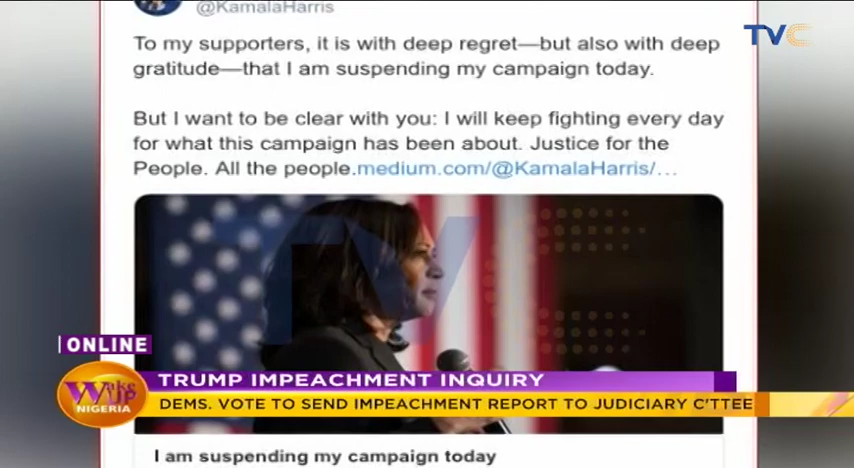 @KamalaHarris
TVC
To my supporters, it is with deep regret—but also with deep
gratitude—that I am suspending my campaign today.
But I want to be clear with you: I will keep fighting every day
for what this campaign has been about. Justice for the
People. All the people.medium.com/@KamalaHarris/…
TV
ONLINE
Wake
Up
NIGERIA
TRUMP IMPEACHMENT INQUIRY
DEMS. VOTE TO SEND IMPEACHMENT REPORT TO JUDICIARY C'TTEE
I am suspending my campaign today